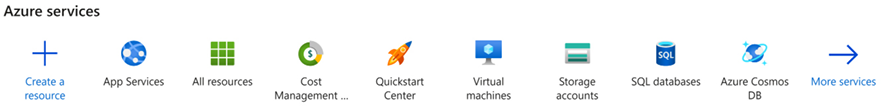 Azure services
Create a
resource
App Services
All resources
Cost
Management ...
Quickstart
Center
Virtual
machines
Storage
accounts
SQL databases
Azure Cosmos
DB
More services